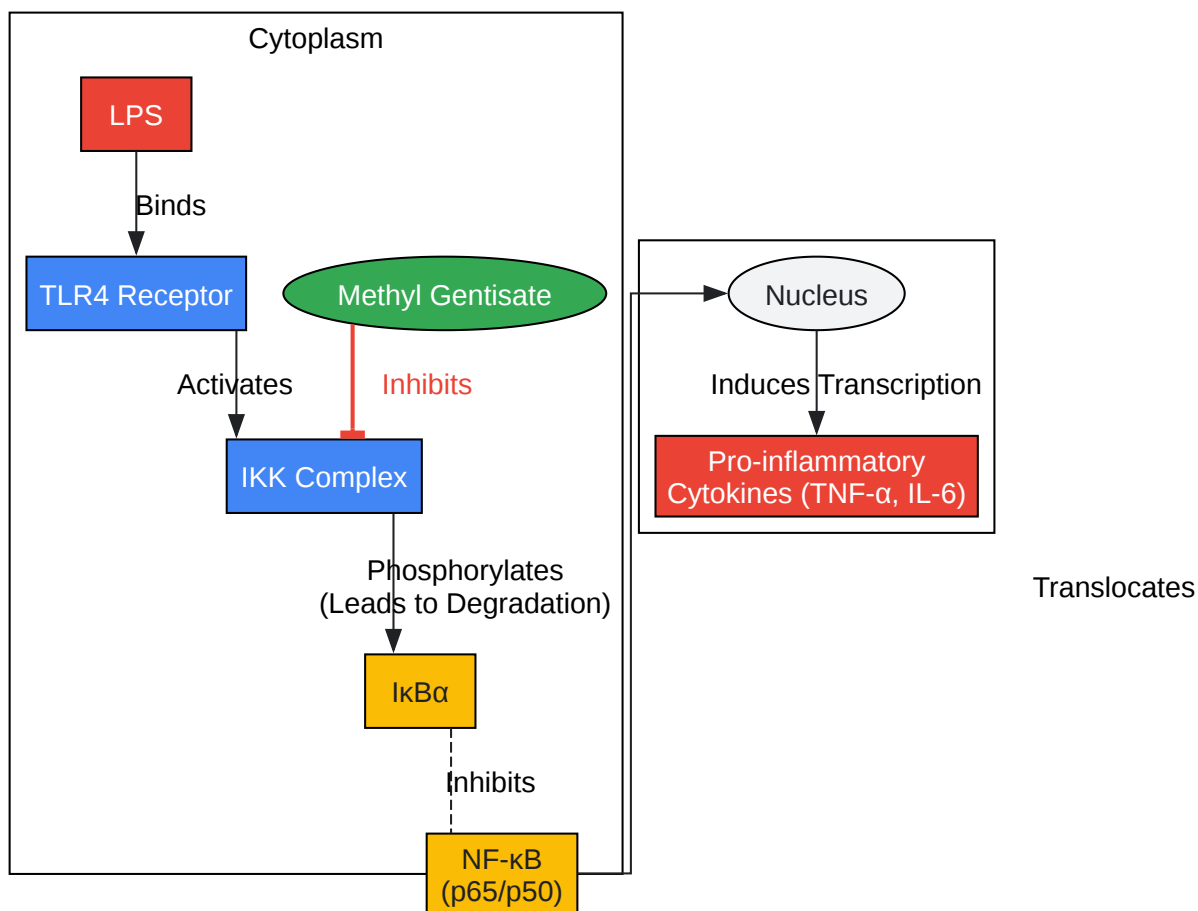 Cytoplasm
LPS
Binds
TLR4 Receptor
Methyl Gentisate
Nucleus
Activates
Inhibits
Induces Transcription
IKK Complex
Pro-inflammatory
Cytokines (TNF-α, IL-6)
Phosphorylates
(Leads to Degradation)
Translocates
IκBα
Inhibits
NF-κB
(p65/p50)